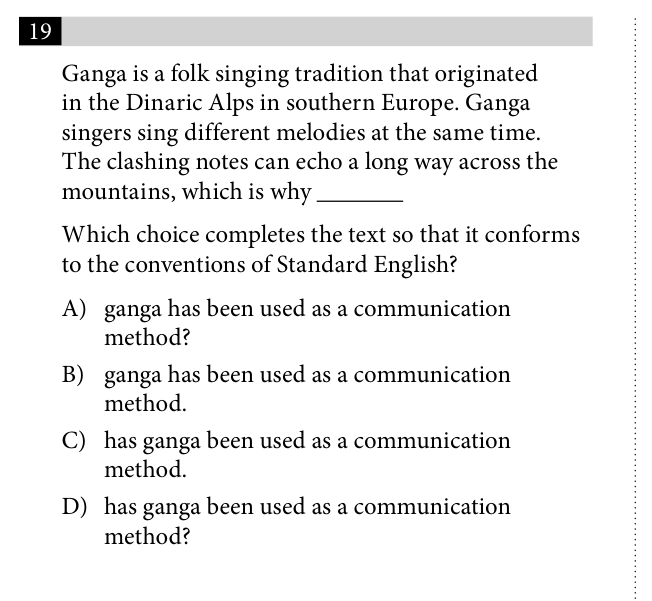 19
Ganga is a folk singing tradition that originated
in the Dinaric Alps in southern Europe. Ganga
singers sing different melodies at the same time.
The clashing notes can echo a long way across the
mountains, which is why _______
Which choice completes the text so that it conforms
to the conventions of Standard English?
A) ganga has been used as a communication
method?
B) ganga has been used as a communication
method.
C) has ganga been used as a communication
method.
D) has ganga been used as a communication
method?